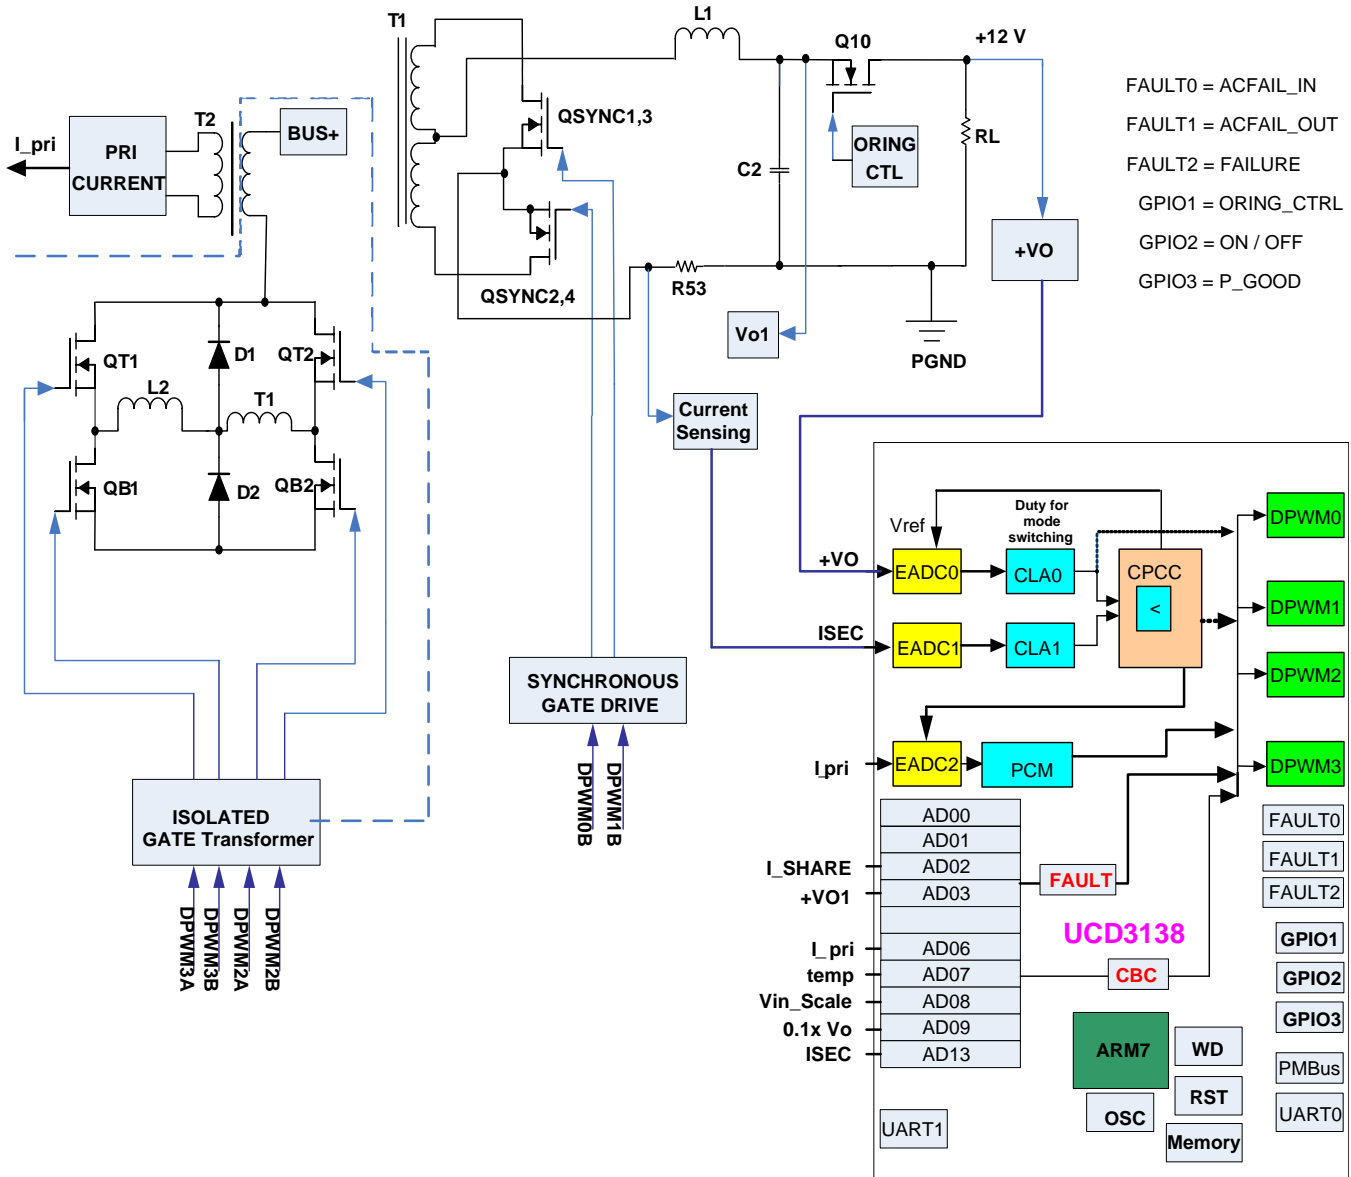 T1
L1
Q10
+12 V
FAULT0 = ACFAIL_IN
FAULT1 = ACFAIL_OUT
FAULT2 = FAILURE
GPIO1 = ORING_CTRL
GPIO2 = ON / OFF
GPIO3 = P_GOOD
I_pri
PRI
CURRENT
T2
BUS+
QSYNC1,3
QSYNC2,4
C2
ORING
CTL
RL
+VO
R53
Vo1
PGND
QT1
D1
QT2
L2
T1
QB1
D2
QB2
Current
Sensing
Vref
Duty for
mode
switching
+VO
EADC0
CLA0
CPCC
<
DPWM0
DPWM1
ISEC
EADC1
CLA1
DPWM2
I_pri
EADC2
PCM
DPWM3
SYNCHRONOUS
GATE DRIVE
DPWM0B
DPWM1B
ISOLATED
GATE Transformer
DPWM3A
DPWM3B
DPWM2A
DPWM2B
AD00
AD01
I_SHARE
AD02
+VO1
AD03
FAULT
I_pri
AD06
temp
AD07
CBC
Vin_Scale
AD08
0.1x Vo
AD09
ISEC
AD13
UCD3138
FAULT0
FAULT1
FAULT2
GPIO1
GPIO2
GPIO3
ARM7
WD
RST
OSC
Memory
PMBus
UART0
UART1